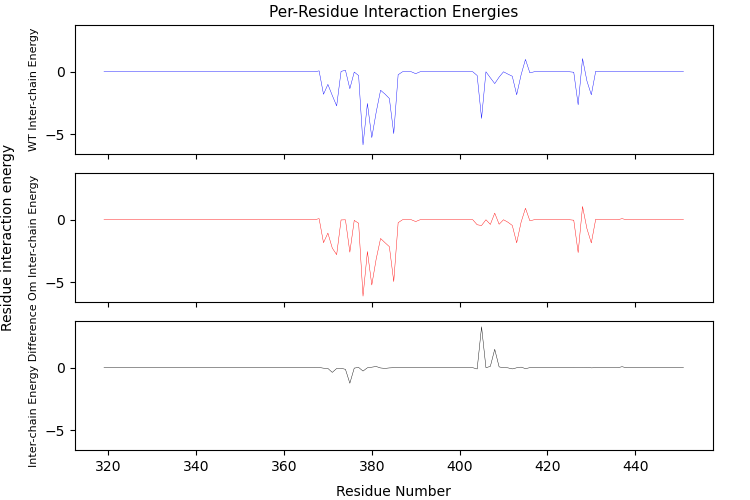 Per-Residue Interaction Energies
Residue interaction energy
WT Inter-chain Energy
0
−5
Om Inter-chain Energy
0
−5
Inter-chain Energy Difference
0
−5
320 340 360 380 400 420 440
Residue Number